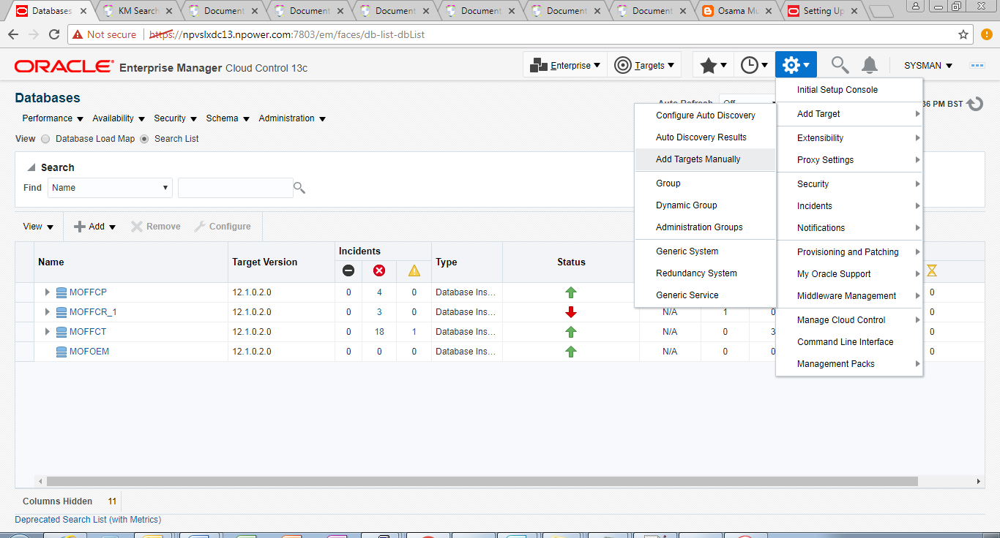 Databases KM Search Document Document Document Document Document Document Osama Mu Setting Up
Not secure https://npvslxdc13.npower.com:7803/em/faces/db-list-dbList
ORACLE Enterprise Manager Cloud Control 13c Enterprise Targets SYSMAN
Databases
Auto Refresh Off 36 PM BST
Performance Availability Security Schema Administration
View Database Load Map Search List
Search
Find Name
View Add Remove Configure
Name Target Version Incidents Type Status
MOFFCP 12.1.0.2.0 0 4 0 Database Ins... 0
MOFFCR_1 12.1.0.2.0 0 3 0 Database Ins... N/A 1 0 0
MOFFCT 12.1.0.2.0 0 18 1 Database Ins... N/A 0 3 0
MOFOEM 12.1.0.2.0 0 0 0 Database Ins... N/A 0 0 0
Columns Hidden 11
Deprecated Search List (with Metrics)
Initial Setup Console
Add Target
Extensibility
Proxy Settings
Security
Incidents
Notifications
Provisioning and Patching
My Oracle Support
Middleware Management
Manage Cloud Control
Command Line Interface
Management Packs
Configure Auto Discovery
Auto Discovery Results
Add Targets Manually
Group
Dynamic Group
Administration Groups
Generic System
Redundancy System
Generic Service